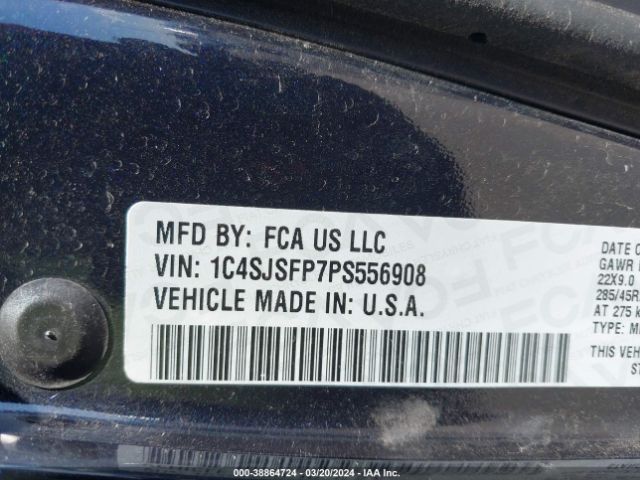 MFD BY: FCA US LLC
VIN: 1C4SJSFP7PS556908
VEHICLE MADE IN: U.S.A.
DATE O
GAWR
22X9.0
285/45R
AT 275 k
TYPE: M
THIS VEH
ST
000-38864724 — 03/20/2024 — IAA Inc.